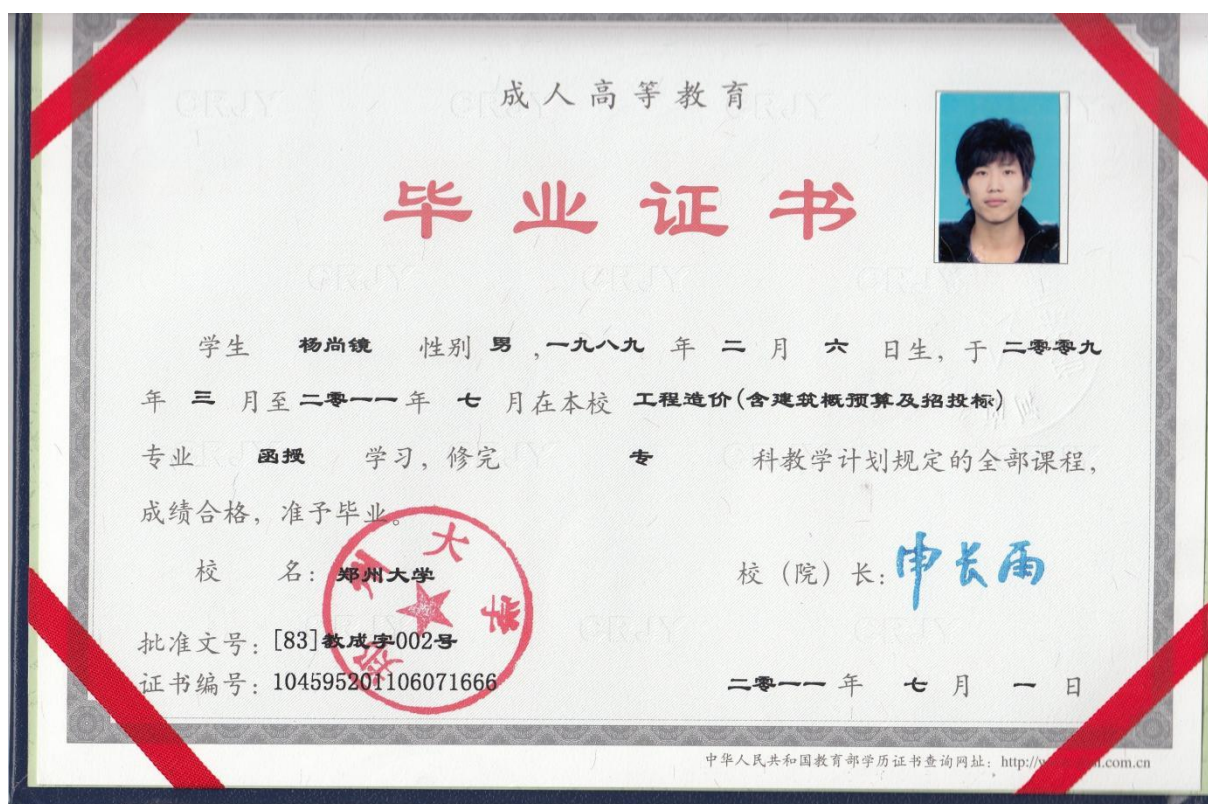 成人高等教育
毕业证书
学生 杨尚镜 性别 男 ,一九八九 年 二 月 六 日生, 于 二零零九
年 三 月至 二零一一 年 七 月在本校 工程造价(含建筑概预算及招投标)
专业 函授 学习, 修完 专 科教学计划规定的全部课程,
成绩合格, 准予毕业。
校 名: 郑州大学 校 (院) 长: 申长雨
郑州大学
批准文号: [83]教成字002号
证书编号: 104595201106071666 二零一一 年 七 月 一 日
中华人民共和国教育部学历证书查询网址: http://w .com.cn